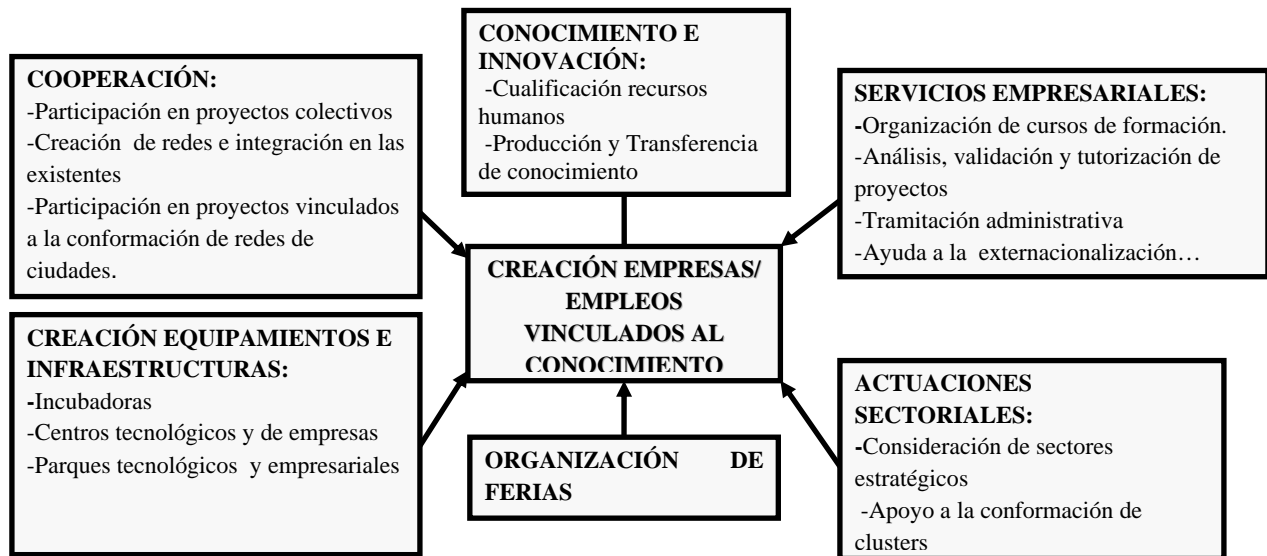 COOPERACIÓN:
-Participación en proyectos colectivos
-Creación de redes e integración en las
existentes
-Participación en proyectos vinculados
a la conformación de redes de
ciudades.
CONOCIMIENTO E
INNOVACIÓN:
-Cualificación recursos
humanos
-Producción y Transferencia
de conocimiento
SERVICIOS EMPRESARIALES:
-Organización de cursos de formación.
-Análisis, validación y tutorización de
proyectos
-Tramitación administrativa
-Ayuda a la externacionalización…
CREACIÓN EMPRESAS/
EMPLEOS
VINCULADOS AL
CONOCIMIENTO
CREACIÓN EQUIPAMIENTOS E
INFRAESTRUCTURAS:
-Incubadoras
-Centros tecnológicos y de empresas
-Parques tecnológicos y empresariales
ORGANIZACIÓN DE
FERIAS
ACTUACIONES
SECTORIALES:
-Consideración de sectores
estratégicos
-Apoyo a la conformación de
clusters